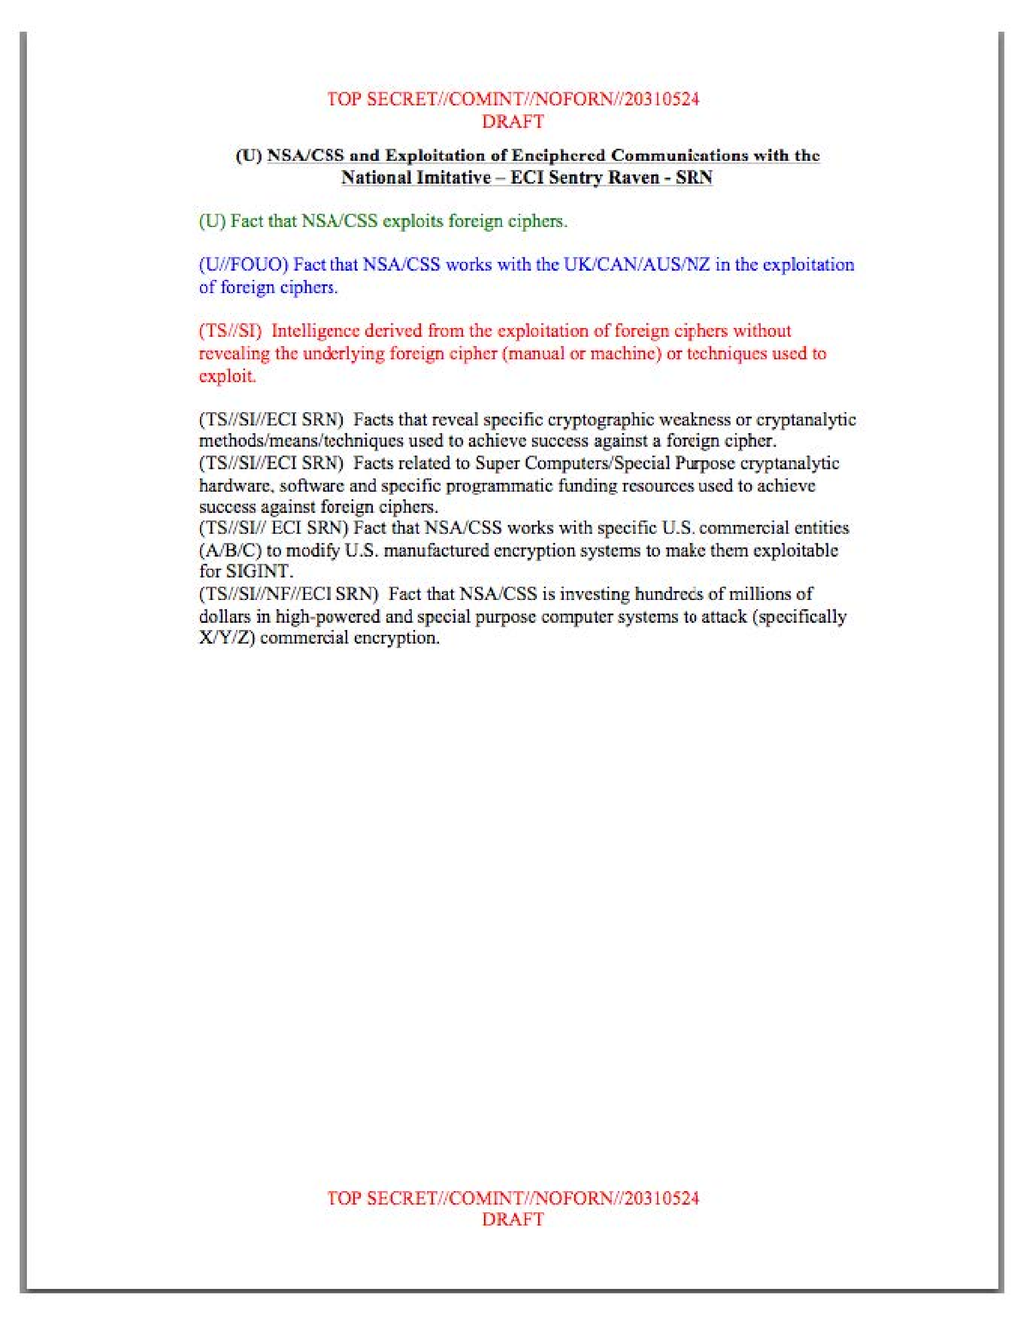 TOP SECRET//COMINT//NOFORN//20310524
DRAFT
(U) NSA/CSS and Exploitation of Enciphered Communications with the
National Imitative – ECI Sentry Raven - SRN
(U) Fact that NSA/CSS exploits foreign ciphers.
(U//FOUO) Fact that NSA/CSS works with the UK/CAN/AUS/NZ in the exploitation
of foreign ciphers.
(TS//SI) Intelligence derived from the exploitation of foreign ciphers without
revealing the underlying foreign cipher (manual or machine) or techniques used to
exploit.
(TS//SI//ECI SRN) Facts that reveal specific cryptographic weakness or cryptanalytic
methods/means/techniques used to achieve success against a foreign cipher.
(TS//SI//ECI SRN) Facts related to Super Computers/Special Purpose cryptanalytic
hardware, software and specific programmatic funding resources used to achieve
success against foreign ciphers.
(TS//SI// ECI SRN) Fact that NSA/CSS works with specific U.S. commercial entities
(A/B/C) to modify U.S. manufactured encryption systems to make them exploitable
for SIGINT.
(TS//SI//NF//ECI SRN) Fact that NSA/CSS is investing hundreds of millions of
dollars in high-powered and special purpose computer systems to attack (specifically
X/Y/Z) commercial encryption.
TOP SECRET//COMINT//NOFORN//20310524
DRAFT